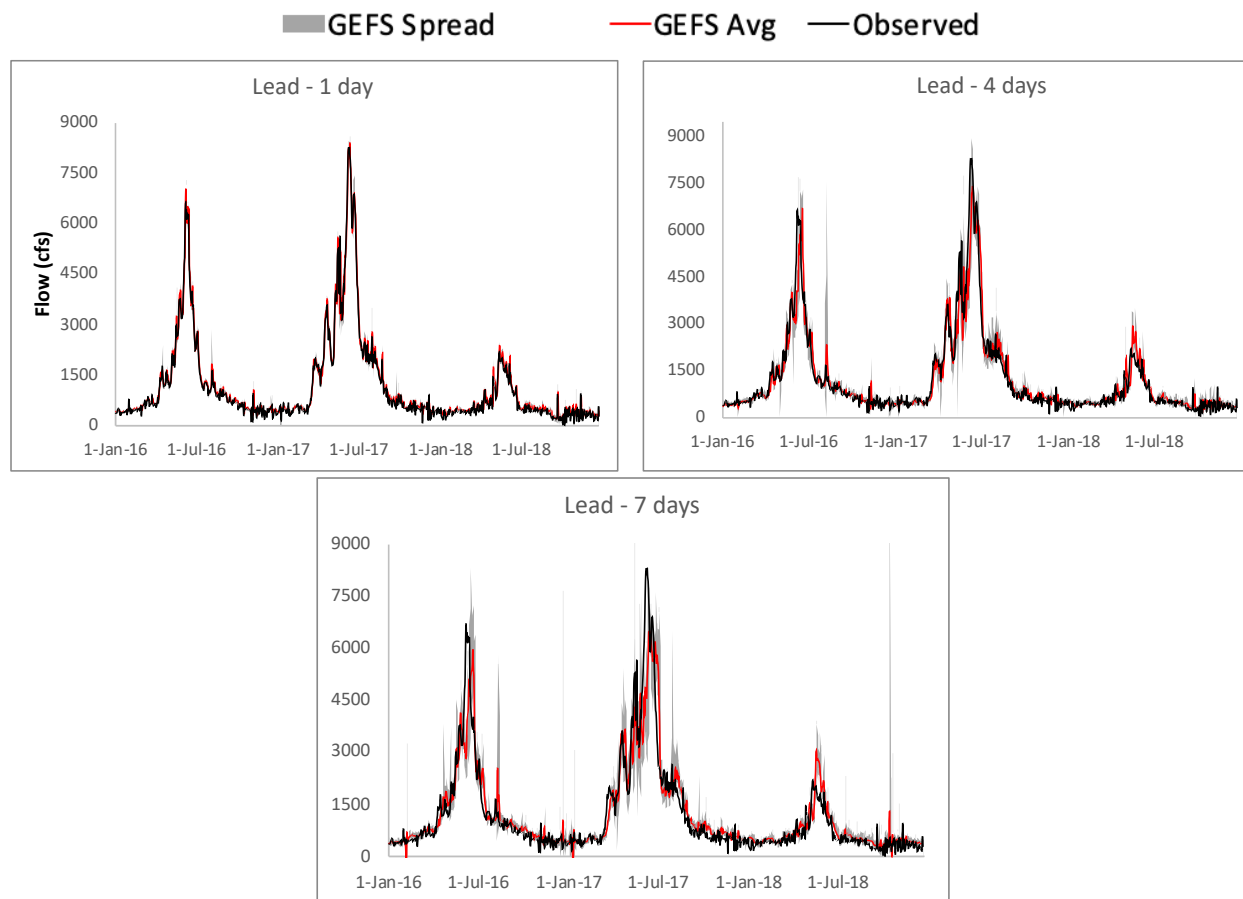 GEFS Spread GEFS Avg Observed
Lead - 1 day
Flow (cfs)
9000
7500
6000
4500
3000
1500
0
1-Jan-16 1-Jul-16 1-Jan-17 1-Jul-17 1-Jan-18 1-Jul-18
Lead - 4 days
9000
7500
6000
4500
3000
1500
0
1-Jan-16 1-Jul-16 1-Jan-17 1-Jul-17 1-Jan-18 1-Jul-18
Lead - 7 days
9000
7500
6000
4500
3000
1500
0
1-Jan-16 1-Jul-16 1-Jan-17 1-Jul-17 1-Jan-18 1-Jul-18